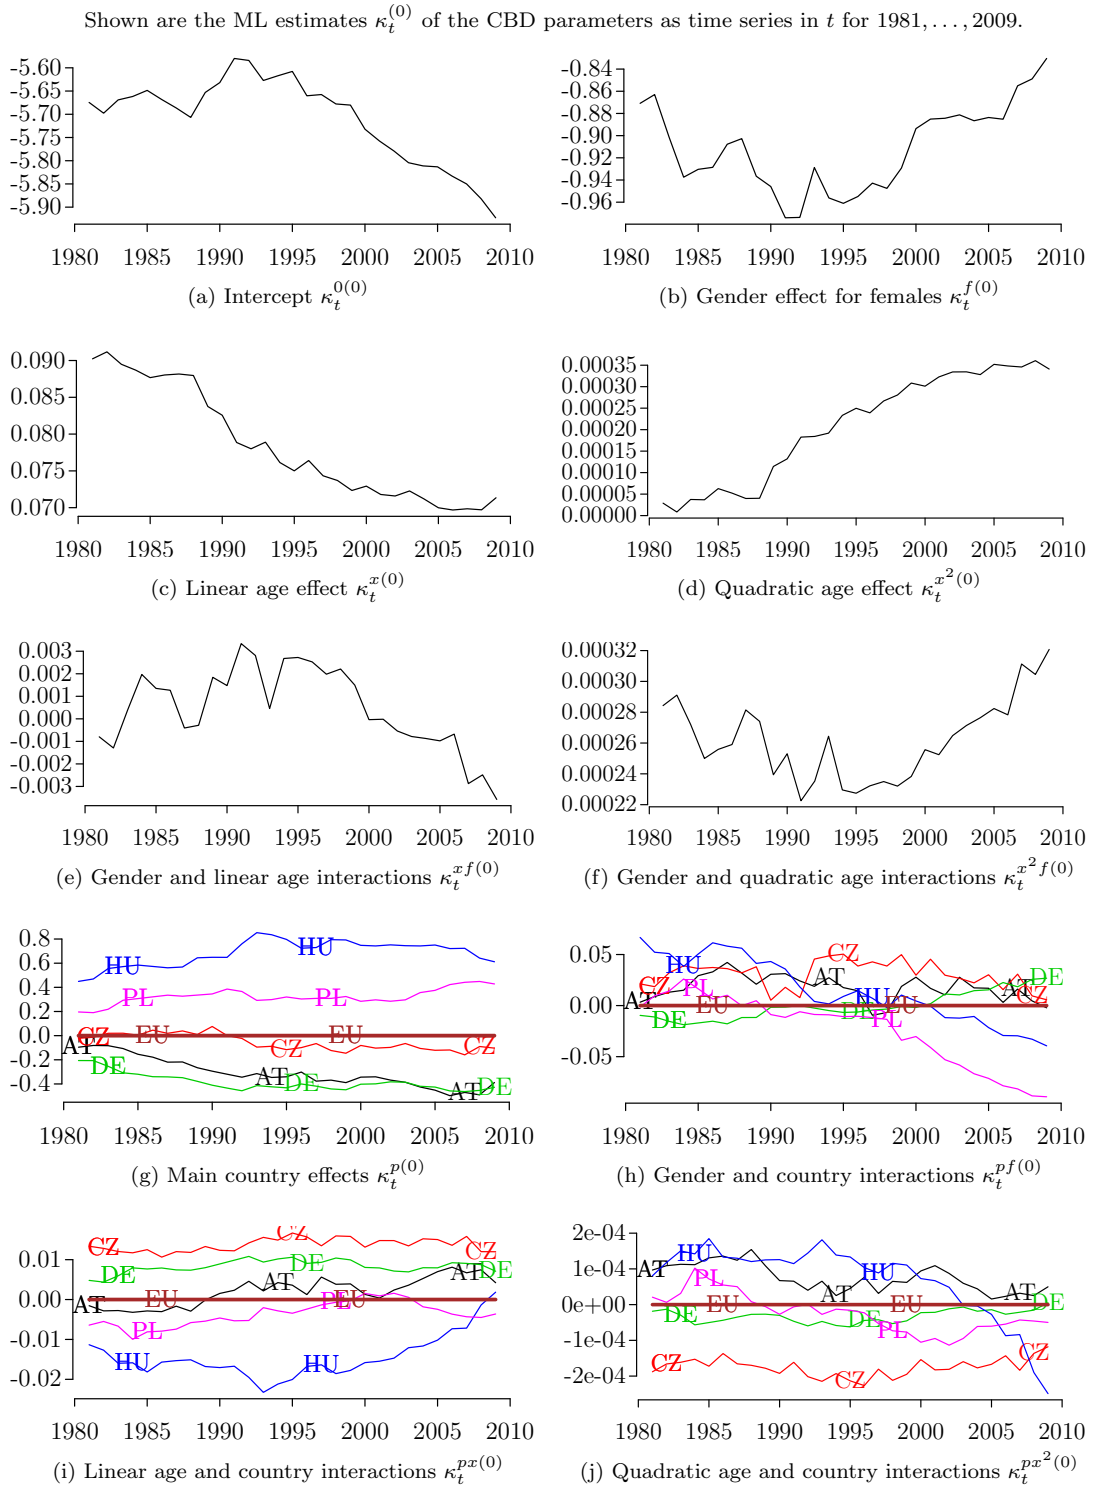 Shown are the ML estimates κ_t^{(0)} of the CBD parameters as time series in t for 1981, . . . , 2009.
-5.60
-5.65
-5.70
-5.75
-5.80
-5.85
-5.90
1980 1985 1990 1995 2000 2005 2010
(a) Intercept κ_t^{0(0)}
-0.84
-0.86
-0.88
-0.90
-0.92
-0.94
-0.96
1980 1985 1990 1995 2000 2005 2010
(b) Gender effect for females κ_t^{f(0)}
0.090
0.085
0.080
0.075
0.070
1980 1985 1990 1995 2000 2005 2010
(c) Linear age effect κ_t^{x(0)}
0.00035
0.00030
0.00025
0.00020
0.00015
0.00010
0.00005
0.00000
1980 1985 1990 1995 2000 2005 2010
(d) Quadratic age effect κ_t^{x²(0)}
0.003
0.002
0.001
0.000
-0.001
-0.002
-0.003
1980 1985 1990 1995 2000 2005 2010
(e) Gender and linear age interactions κ_t^{xf(0)}
0.00032
0.00028
0.00026
0.00024
0.00022
1980 1985 1990 1995 2000 2005 2010
(f) Gender and quadratic age interactions κ_t^{x²f(0)}
0.8
0.6
0.4
0.2
0.0
-0.2
-0.4
HU HU
PL PL
CZ EU CZ EU CZ
AT AT AT
DE DE DE
1980 1985 1990 1995 2000 2005 2010
(g) Main country effects κ_t^{p(0)}
0.05
0.00
-0.05
HU HU
CZ CZ CZ
PL PL
AT AT AT
EU EU
DE DE DE
1980 1985 1990 1995 2000 2005 2010
(h) Gender and country interactions κ_t^{pf(0)}
0.01
0.00
-0.01
-0.02
CZ CZ CZ
DE DE DE
AT AT AT
EU EU
PL PL
HU HU
1980 1985 1990 1995 2000 2005 2010
(i) Linear age and country interactions κ_t^{px(0)}
2e-04
1e-04
0e+00
-1e-04
-2e-04
HU HU
AT AT AT
PL PL
EU EU
DE DE DE
CZ CZ CZ
1980 1985 1990 1995 2000 2005 2010
(j) Quadratic age and country interactions κ_t^{px²(0)}